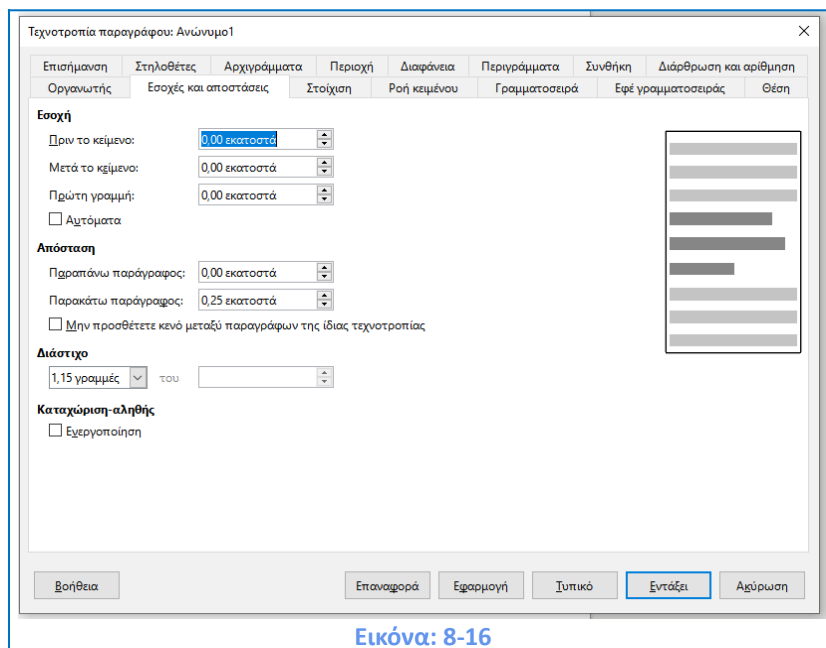 Τεχνοτροπία παραγράφου: Ανώνυμο1
Επισήμανση Στηλοθέτες Αρχιγράμματα Περιοχή Διαφάνεια Περιγράμματα Συνθήκη Διάρθρωση και αρίθμηση
Οργανωτής Εσοχές και αποστάσεις Στοίχιση Ροή κειμένου Γραμματοσειρά Εφέ γραμματοσειράς Θέση
Εσοχή
Πριν το κείμενο: 0,00 εκατοστά
Μετά το κείμενο: 0,00 εκατοστά
Πρώτη γραμμή: 0,00 εκατοστά
Αυτόματα
Απόσταση
Παραπάνω παράγραφος: 0,00 εκατοστά
Παρακάτω παράγραφος: 0,25 εκατοστά
Μην προσθέτετε κενό μεταξύ παραγράφων της ίδιας τεχνοτροπίας
Διάστιχο
1,15 γραμμές του
Καταχώριση-αληθής
Ενεργοποίηση
Βοήθεια Επαναφορά Εφαρμογή Τυπικό Εντάξει Ακύρωση
Εικόνα: 8-16